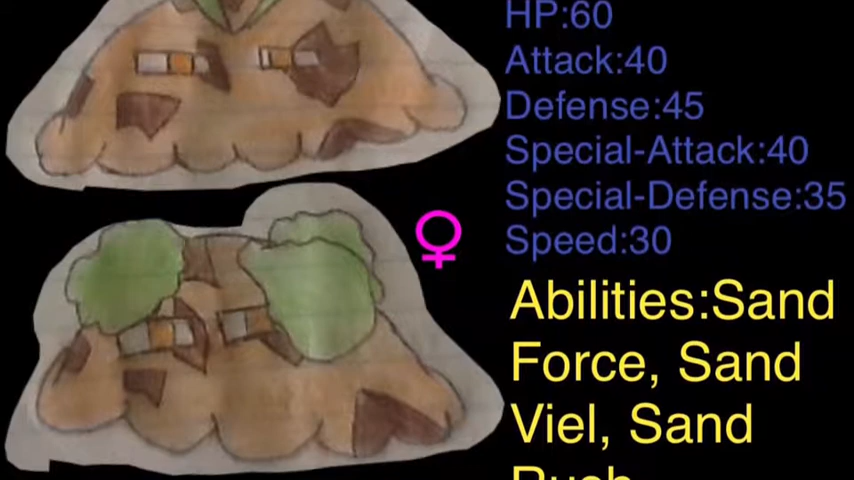 HP:60
Attack:40
Defense:45
Special-Attack:40
Special-Defense:35
Speed:30
Abilities:Sand
Force, Sand
Viel, Sand
Rush